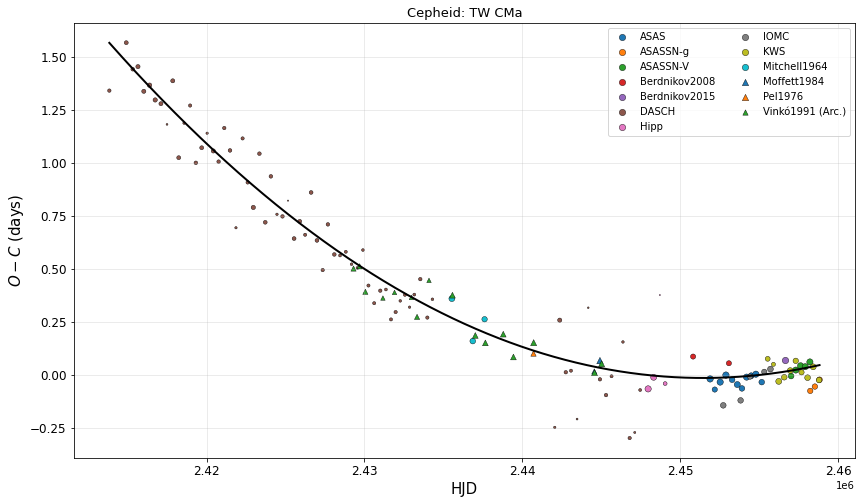 Cepheid: TW CMa
ASAS
ASASSN-g
ASASSN-V
Berdnikov2008
Berdnikov2015
DASCH
Hipp
IOMC
KWS
Mitchell1964
Moffett1984
Pel1976
Vinkó1991 (Arc.)
O − C (days)
1.50
1.25
1.00
0.75
0.50
0.25
0.00
−0.25
2.42 2.43 2.44 2.45 2.46
1e6
HJD